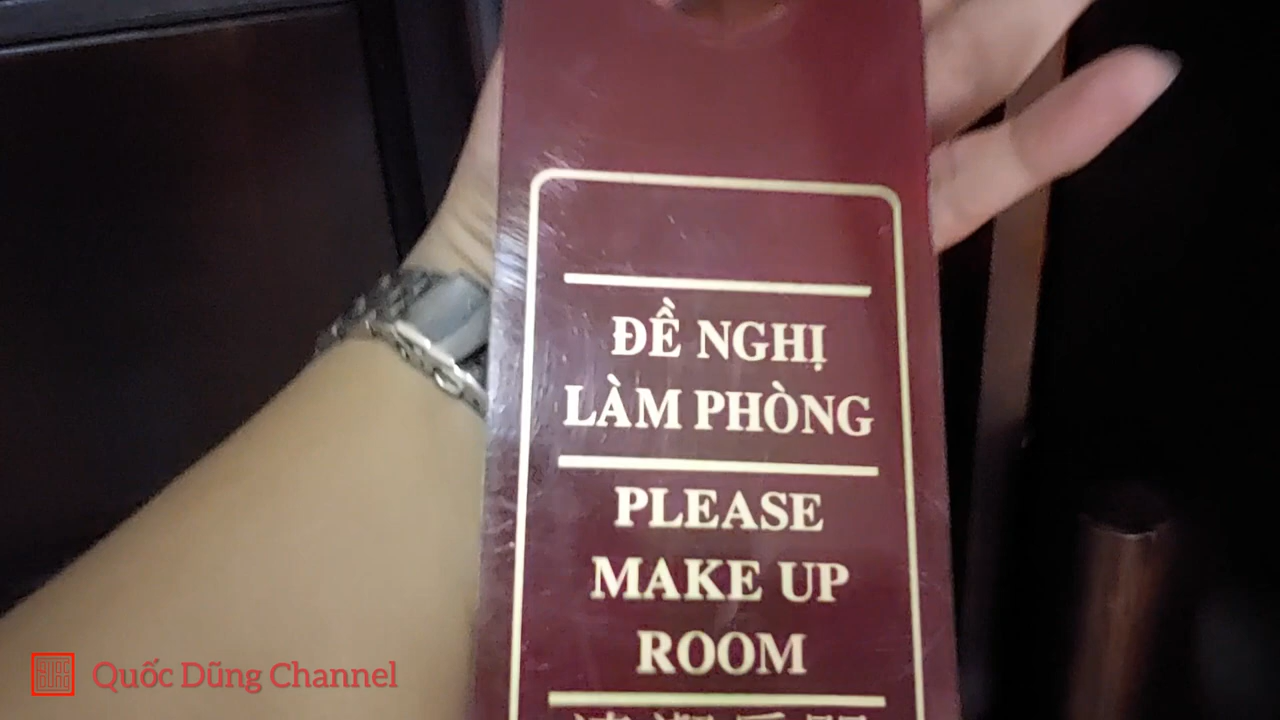 ĐỀ NGHỊ
LÀM PHÒNG
PLEASE
MAKE UP
ROOM
Quốc Dũng Channel